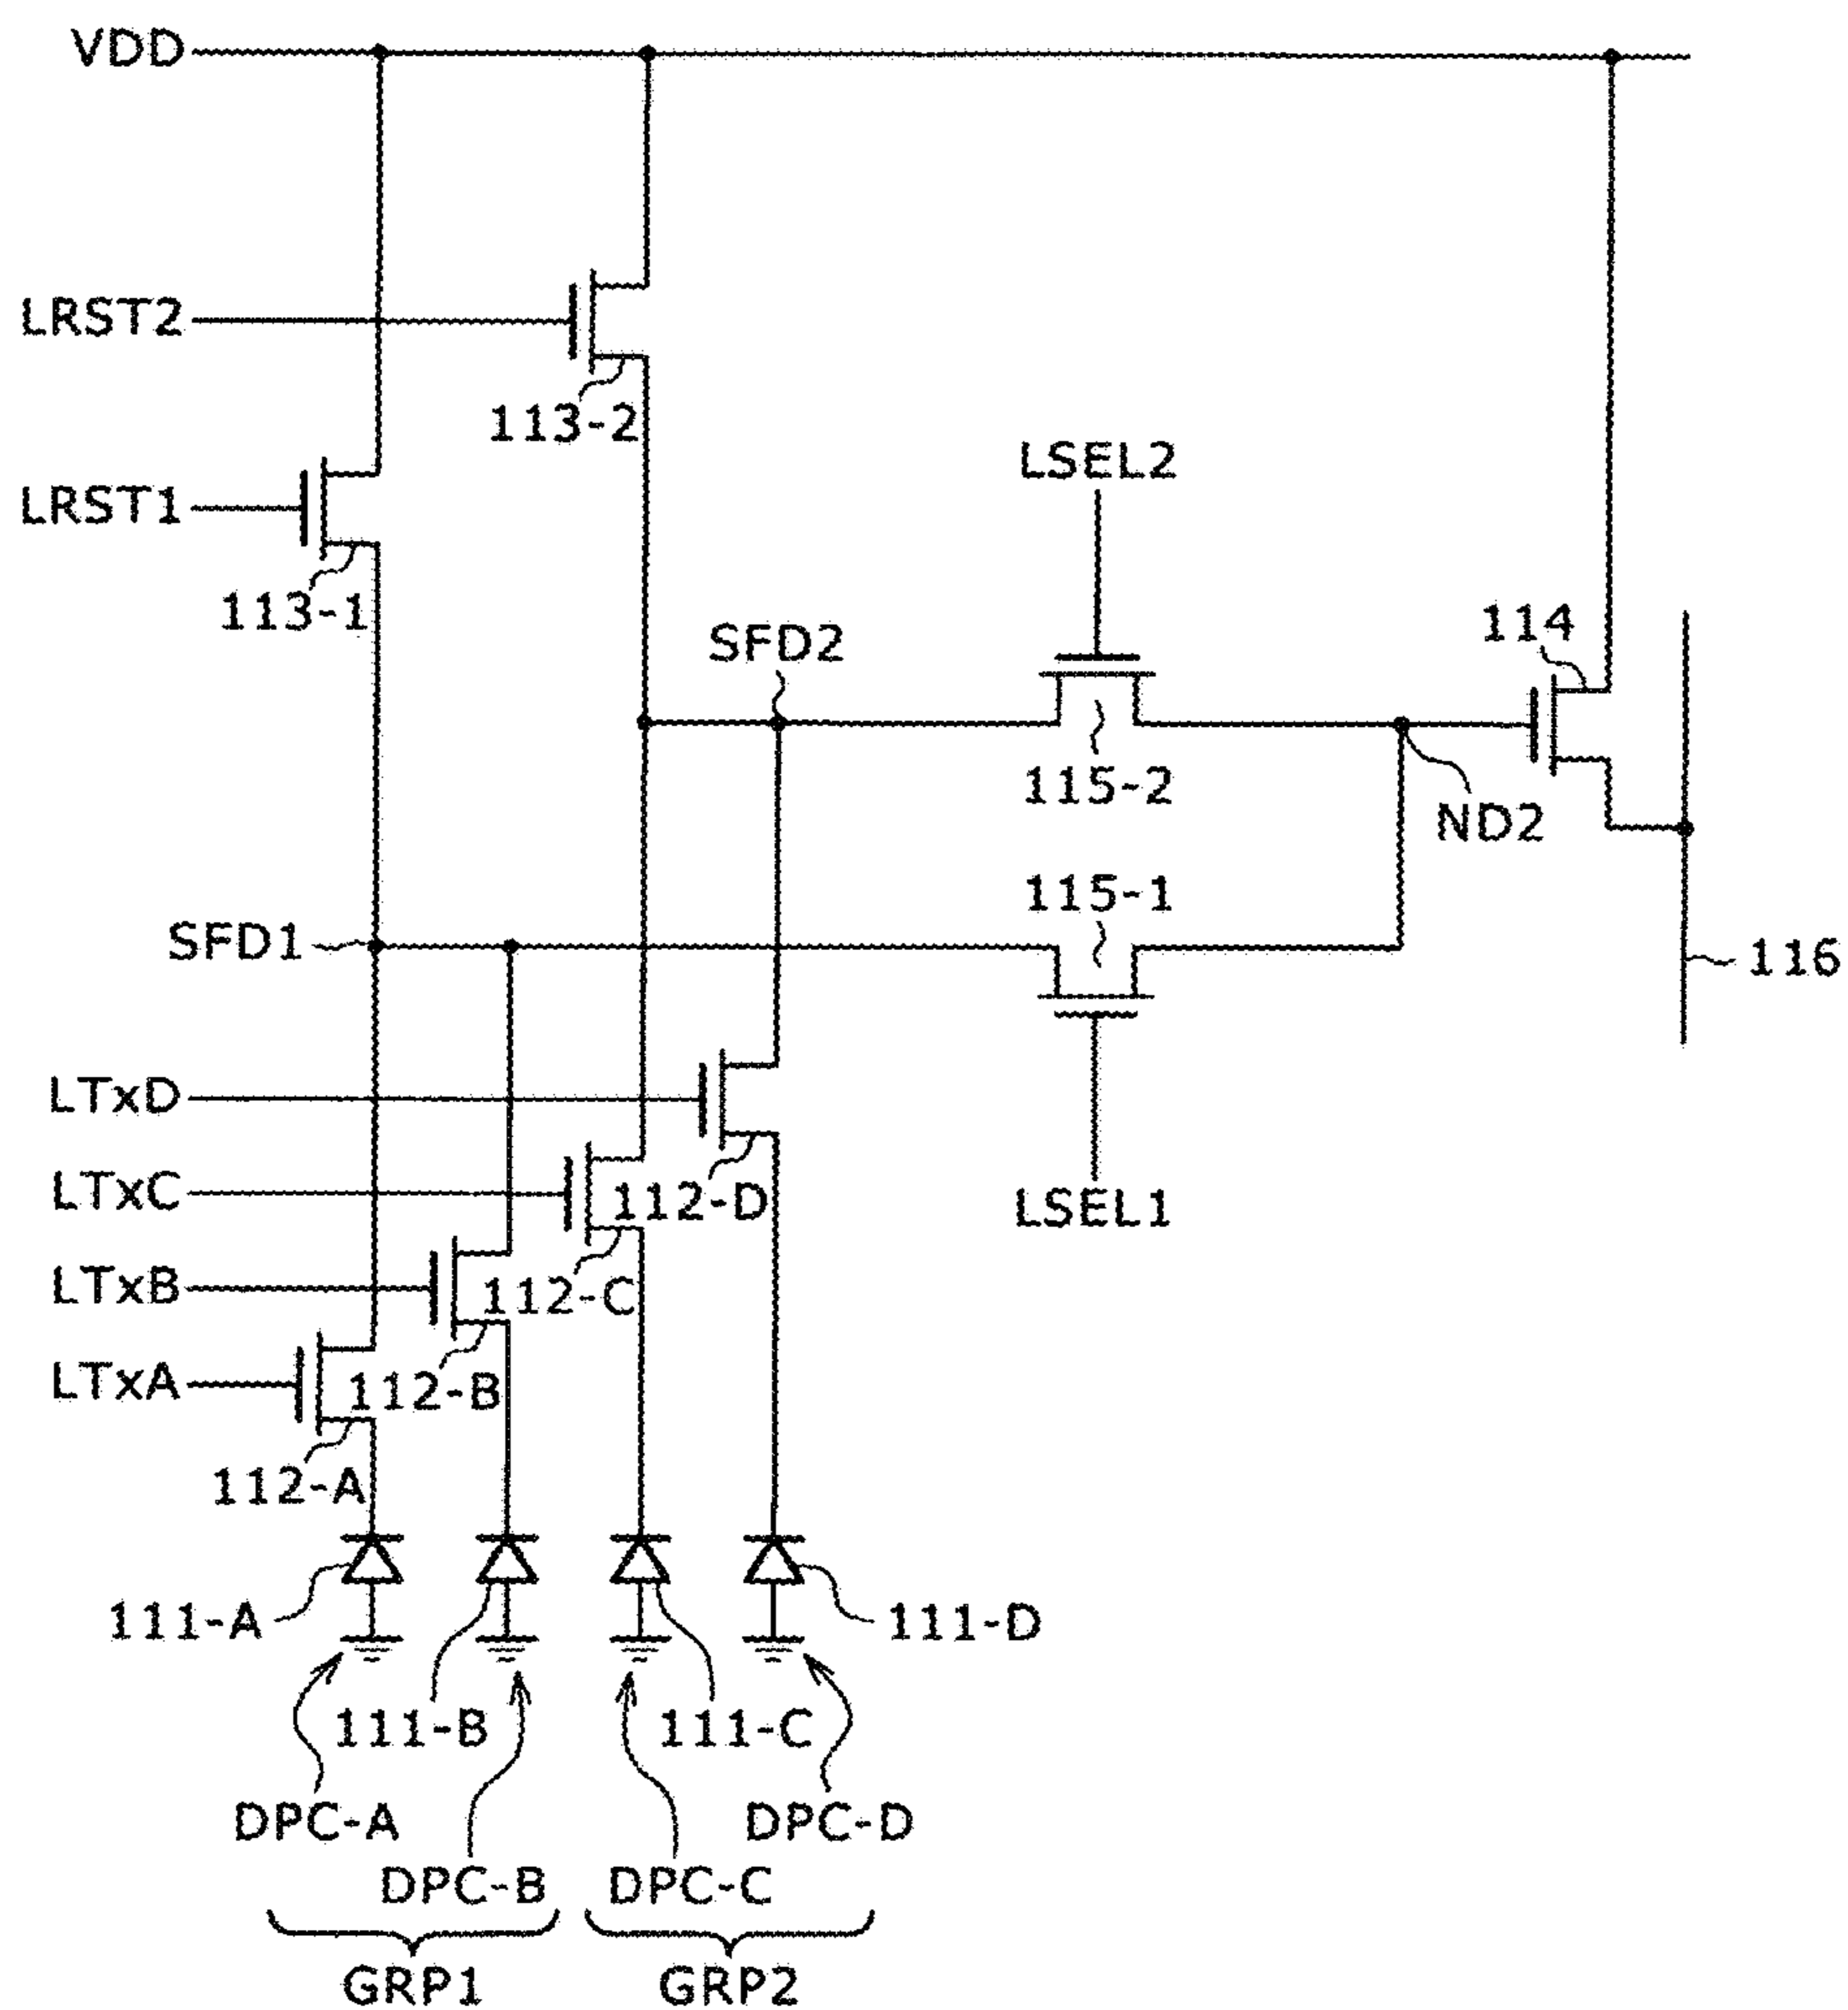 VDD
LRST2
113-2
LSEL2
LRST1
113-1
114
SFD2
115-2
ND2
115-1
SFD1
116
LTxD
LTxC
112-D
LSEL1
LTxB
112-C
LTxA
112-B
112-A
111-A
111-D
111-B
111-C
DPC-A
DPC-D
DPC-B
DPC-C
GRP1
GRP2